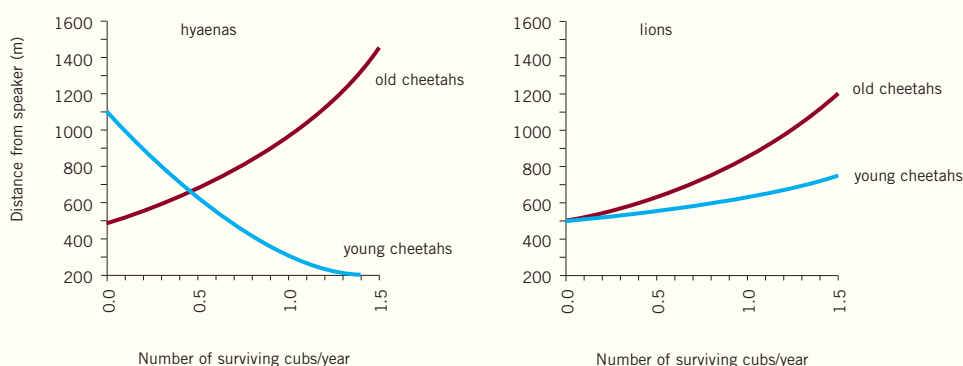 Distance from speaker (m)
1600
1400
1200
1000
800
600
400
200
hyaenas
old cheetahs
young cheetahs
0.0
0.5
1.0
1.5
Number of surviving cubs/year
1600
1400
1200
1000
800
600
400
200
lions
old cheetahs
young cheetahs
0.0
0.5
1.0
1.5
Number of surviving cubs/year